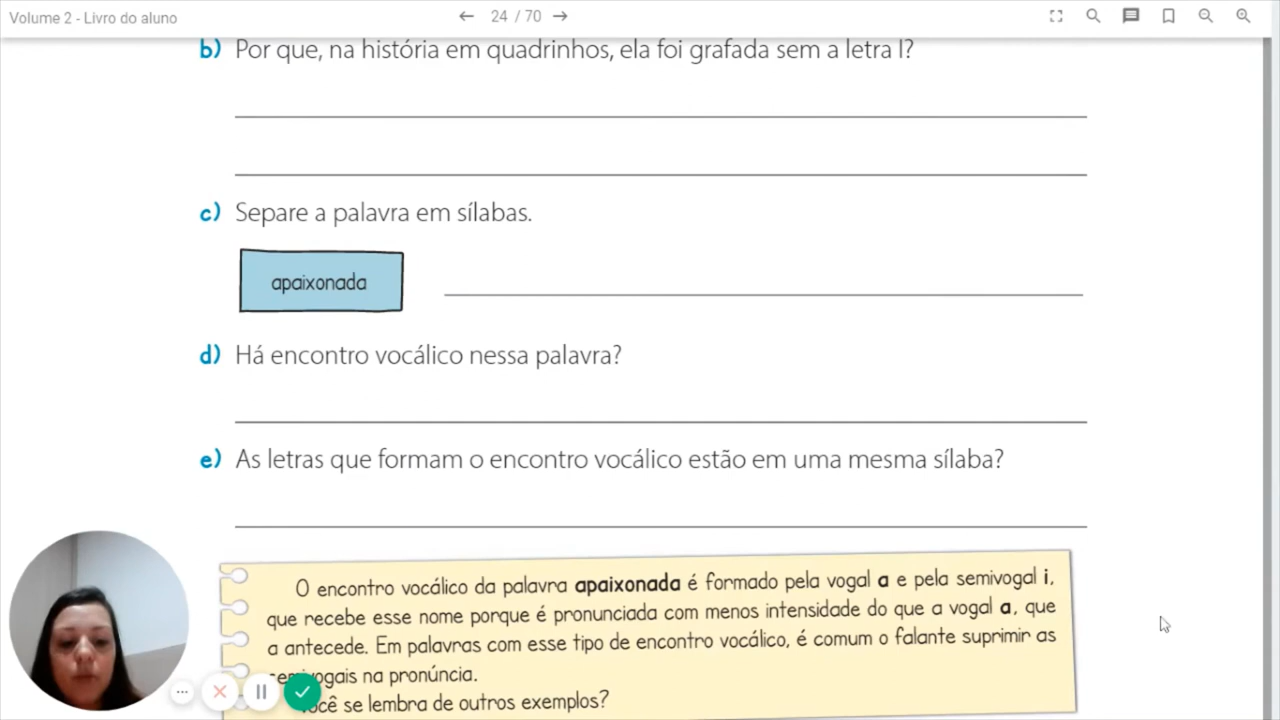 Volume 2 - Livro do aluno
24 / 70
b) Por que, na história em quadrinhos, ela foi grafada sem a letra I?
c) Separe a palavra em sílabas.
apaixonada
d) Há encontro vocálico nessa palavra?
e) As letras que formam o encontro vocálico estão em uma mesma sílaba?
O encontro vocálico da palavra apaixonada é formado pela vogal a e pela semivogal i,
que recebe esse nome porque é pronunciada com menos intensidade do que a vogal a, que
a antecede. Em palavras com esse tipo de encontro vocálico, é comum o falante suprimir as
semivogais na pronúncia.
Você se lembra de outros exemplos?